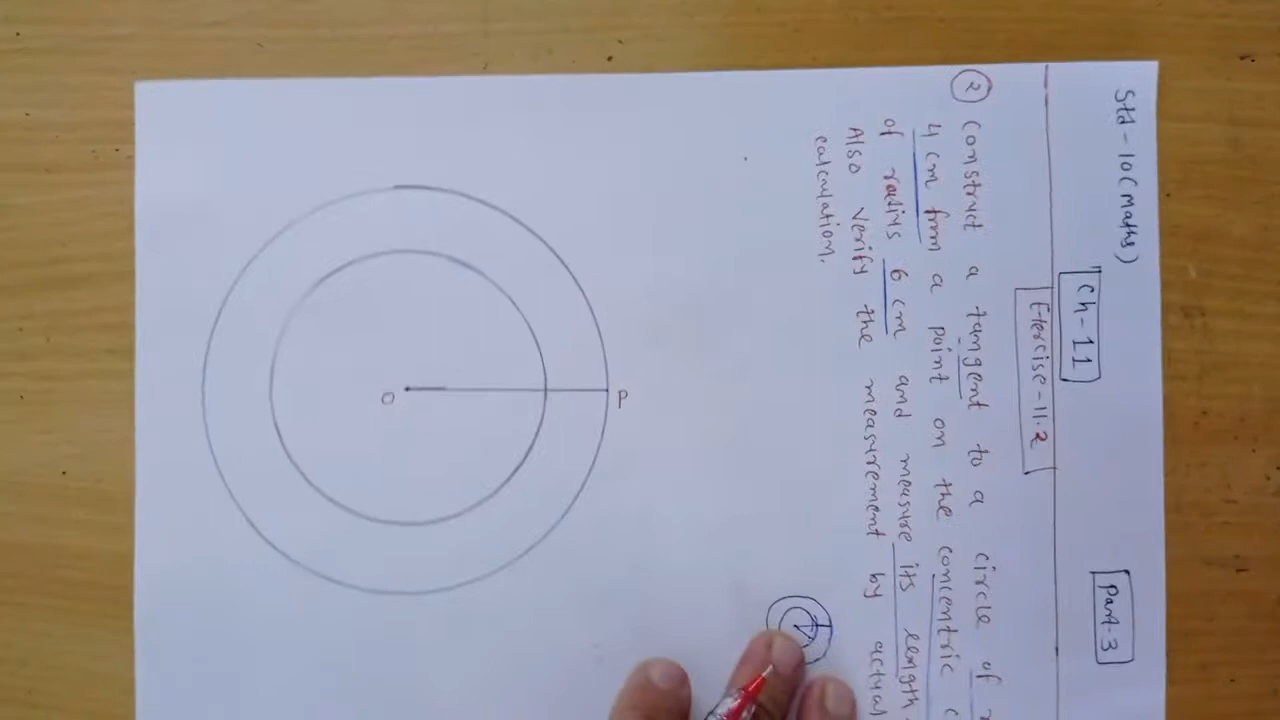 Std-10(maths)
Ch-11
Part-3
Exercise-11.2
2 Construct a tangent to a circle of
4 cm from a point on the concentric
of radius 6 cm and measure its length.
Also verify the measurement by actual
calculation.
O
P